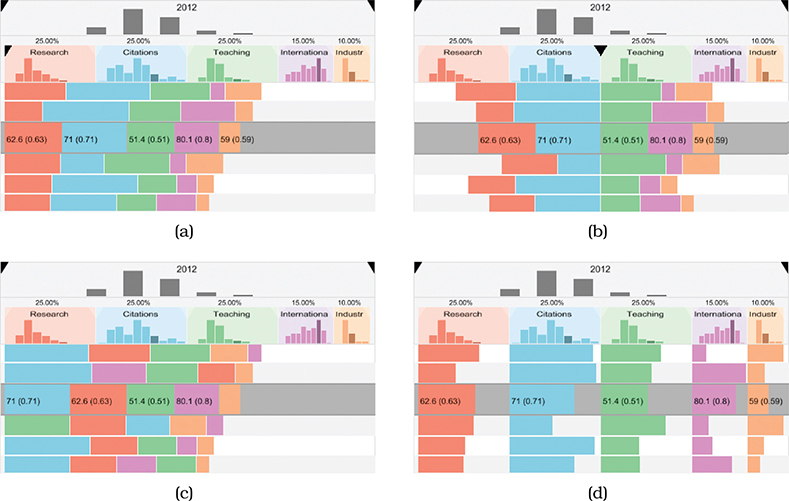 2012
25.00% 25.00% 25.00% 15.00% 10.00%
Research Citations Teaching Internationa Industr
62.6 (0.63) 71 (0.71) 51.4 (0.51) 80.1 (0.8) 59 (0.59)
(a)
2012
25.00% 25.00% 25.00% 15.00% 10.00%
Research Citations Teaching Internationa Industr
62.6 (0.63) 71 (0.71) 51.4 (0.51) 80.1 (0.8) 59 (0.59)
(b)
2012
25.00% 25.00% 25.00% 15.00% 10.00%
Research Citations Teaching Internationa Industr
71 (0.71) 62.6 (0.63) 51.4 (0.51) 80.1 (0.8)
(c)
2012
25.00% 25.00% 25.00% 15.00% 10.00%
Research Citations Teaching Internationa Industr
62.6 (0.63) 71 (0.71) 51.4 (0.51) 80.1 (0.8) 59 (0.59)
(d)